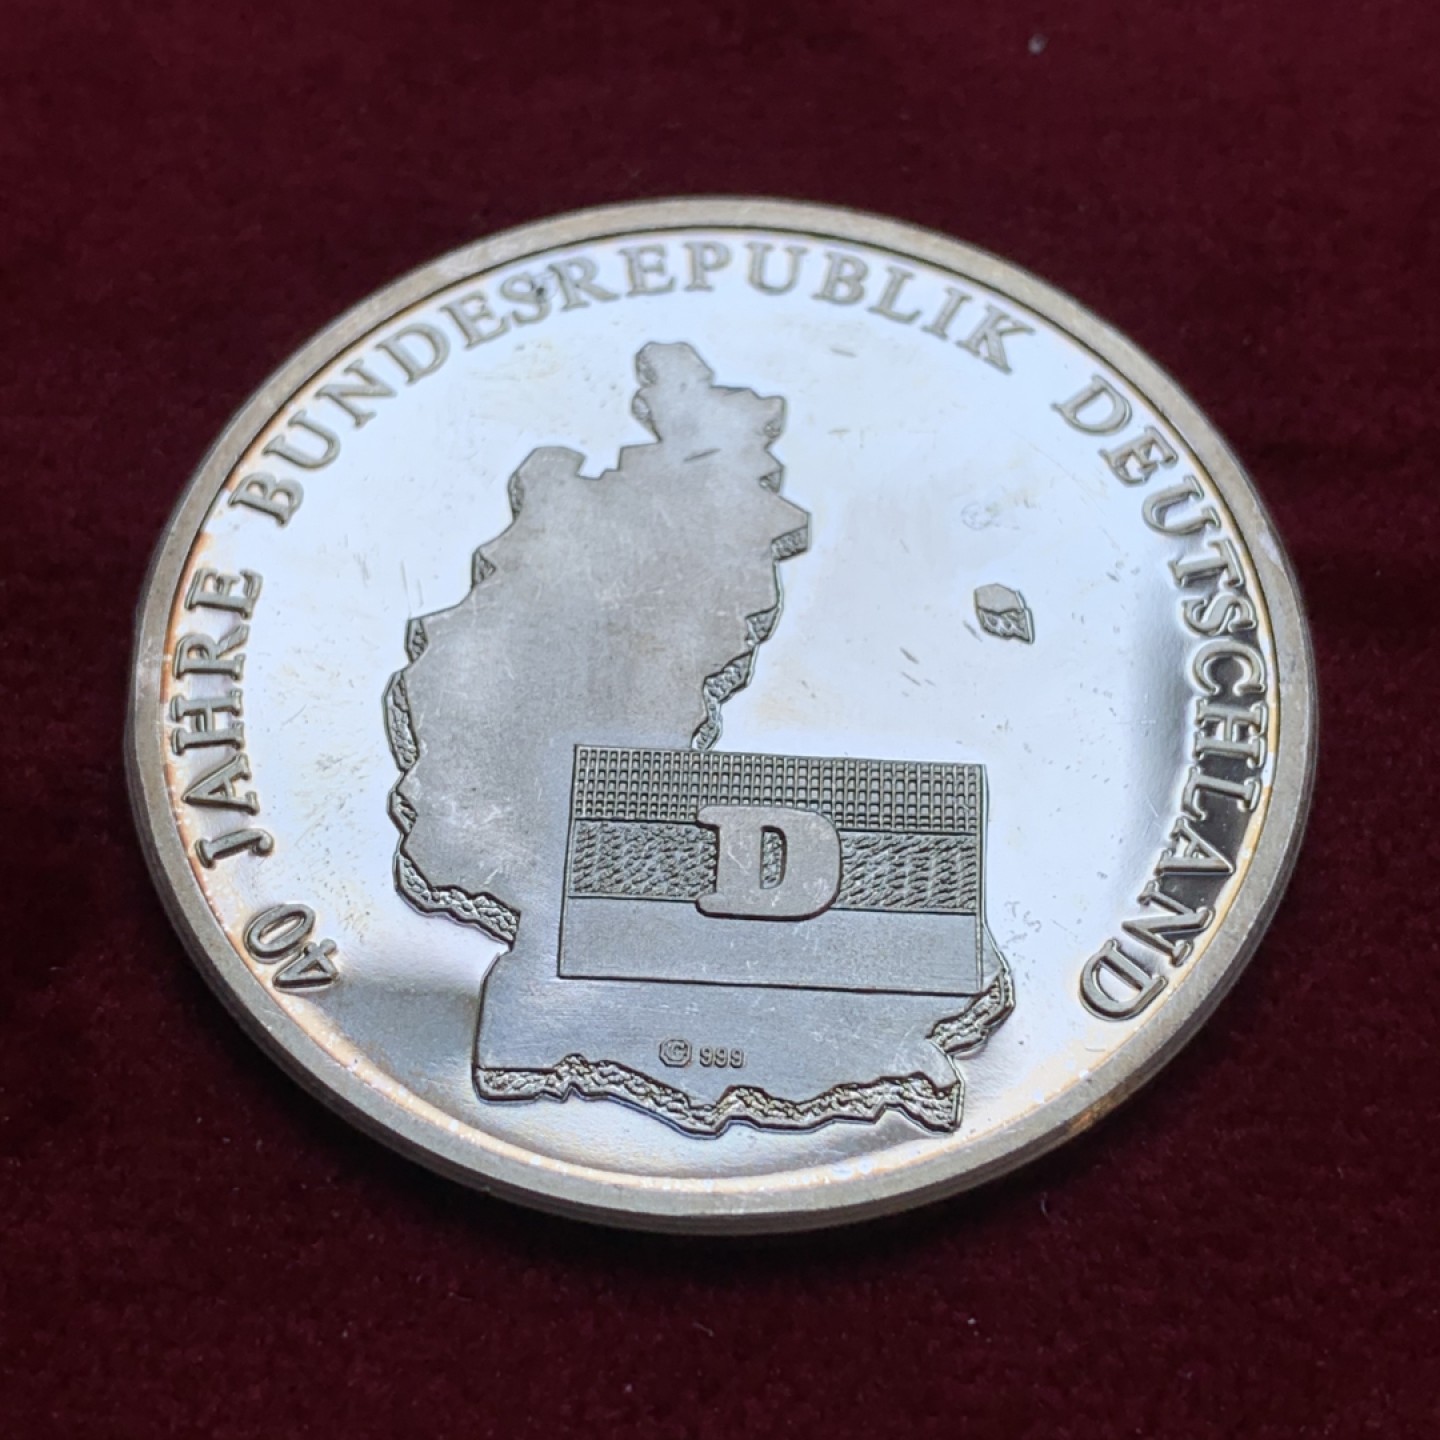 40 JAHRE BUNDESREPUBLIK DEUTSCHLAND
D
G 999